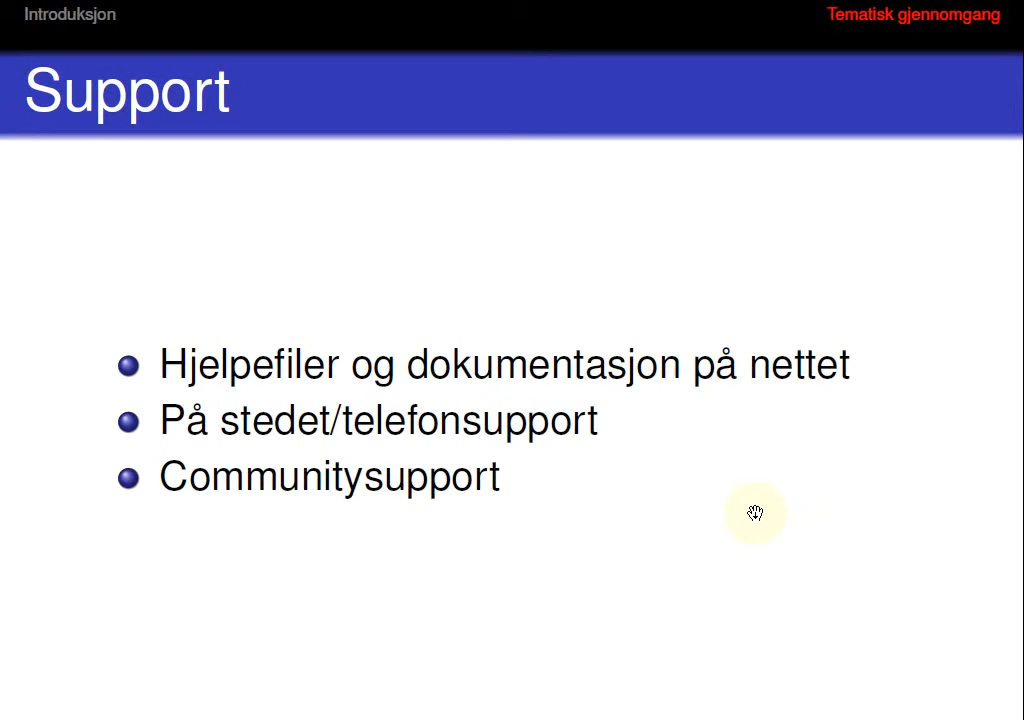 Introduksjon
Tematisk gjennomgang
Support
Hjelpefiler og dokumentasjon på nettet
På stedet/telefonsupport
Communitysupport